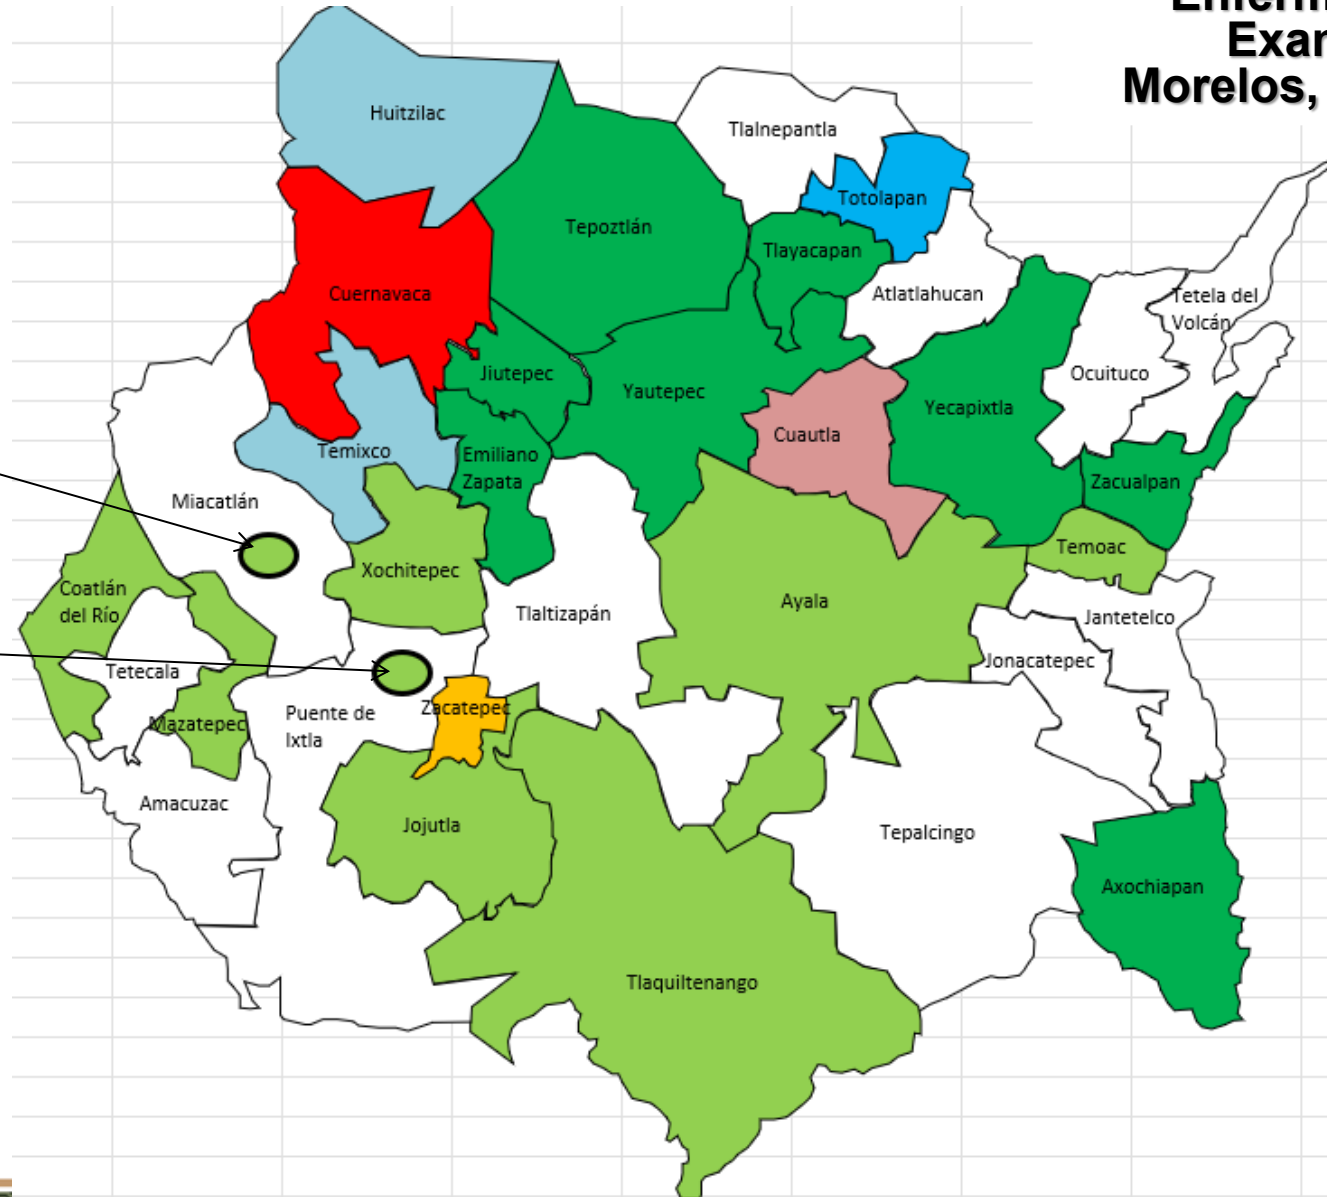 Morelos,
Huitzilac
Tlalnepantla
Totolapan
Tepoztlán
Tlayacapan
Cuernavaca
Atlatlahucan
Tetela del
Volcán
Jiutepec
Yautepec
Ocuituco
Yecapixtla
Cuautla
Temixco
Emiliano
Zapata
Zacualpan
Miacatlán
Temoac
Xochitepec
Coatlán
del Río
Ayala
Tlaltizapán
Jantetelco
Jonacatepec
Tetecala
Zacatepec
Puente de
Ixtla
Mazatepec
Amacuzac
Jojutla
Tepalcingo
Axochiapan
Tlaquiltenango